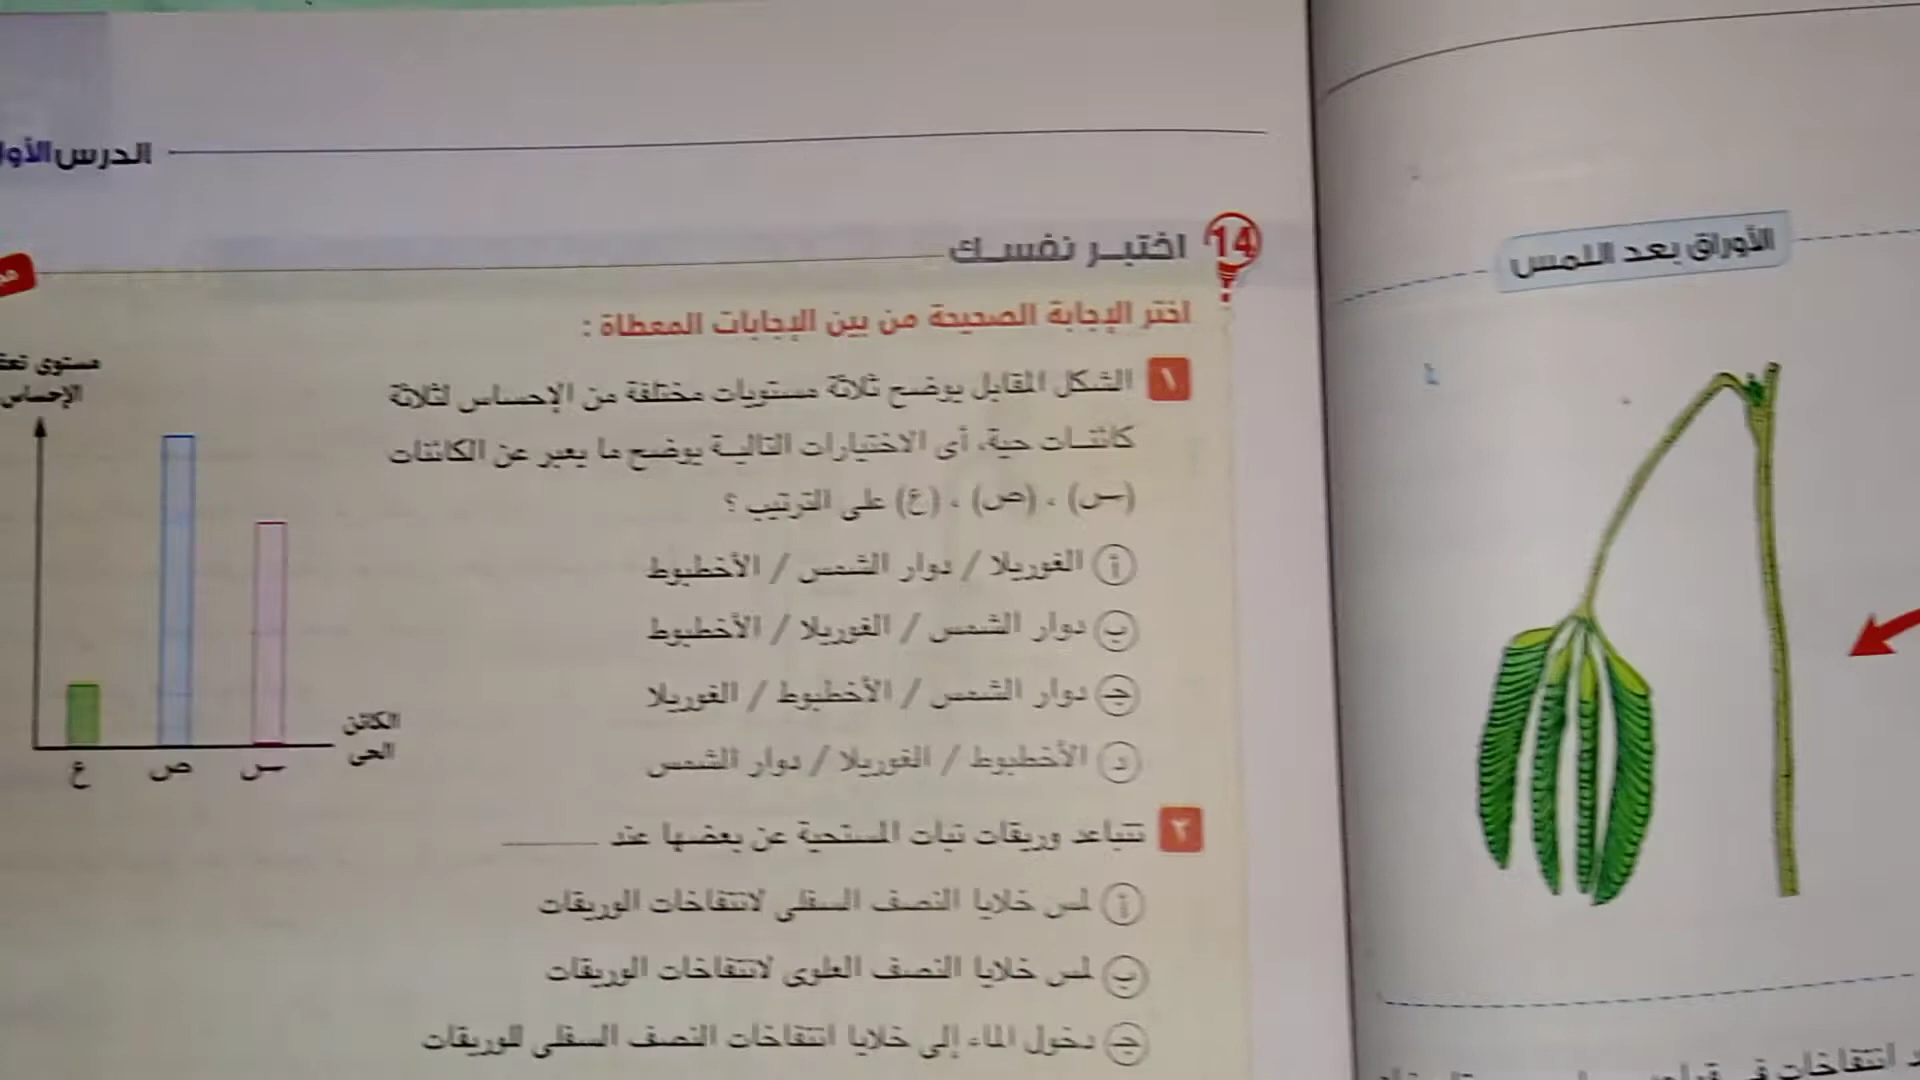 الدرس الأول
14 اختبر نفسك
اختر الإجابة الصحيحة من بين الإجابات المعطاة :
١ الشكل المقابل يوضح ثلاثة مستويات مختلفة من الإحساس لثلاثة
كائنات حية، أى الاختيارات التالية يوضح ما يعبر عن الكائنات
(س) ، (ص) ، (ع) على الترتيب ؟
أ الغوريلا / دوار الشمس / الأخطبوط
ب دوار الشمس / الغوريلا / الأخطبوط
ج دوار الشمس / الأخطبوط / الغوريلا
د الأخطبوط / الغوريلا / دوار الشمس
مستوى
الإحساس
الكائن
الحى
س
ص
ع
٢ تتباعد وريقات نبات المستحية عن بعضها عند
أ لمس خلايا النصف السفلى لانتفاخات الوريقات
ب لمس خلايا النصف العلوى لانتفاخات الوريقات
ج دخول الماء إلى خلايا انتفاخات النصف السفلى للوريقات
الأوراق بعد اللمس
انتفاخات فى